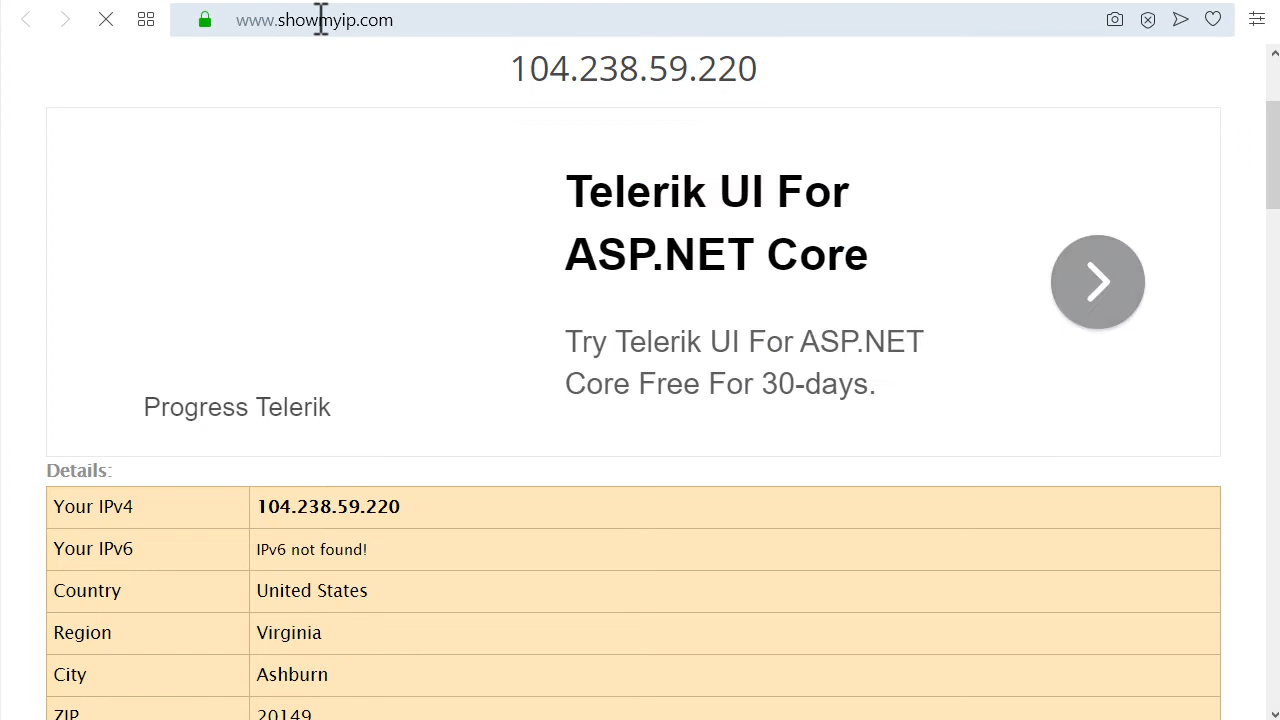 www.showmyip.com
104.238.59.220
Telerik UI For
ASP.NET Core
Try Telerik UI For ASP.NET
Core Free For 30-days.
Progress Telerik
Details:
Your IPv4 104.238.59.220
Your IPv6 IPv6 not found!
Country United States
Region Virginia
City Ashburn
ZIP 20149